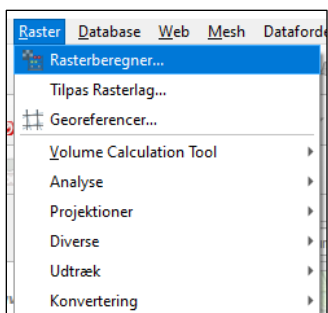 Raster Database Web Mesh Dataforde
Rasterberegner...
Tilpas Rasterlag...
Georeferencer...
Volume Calculation Tool
Analyse
Projektioner
Diverse
Udtræk
Konvertering